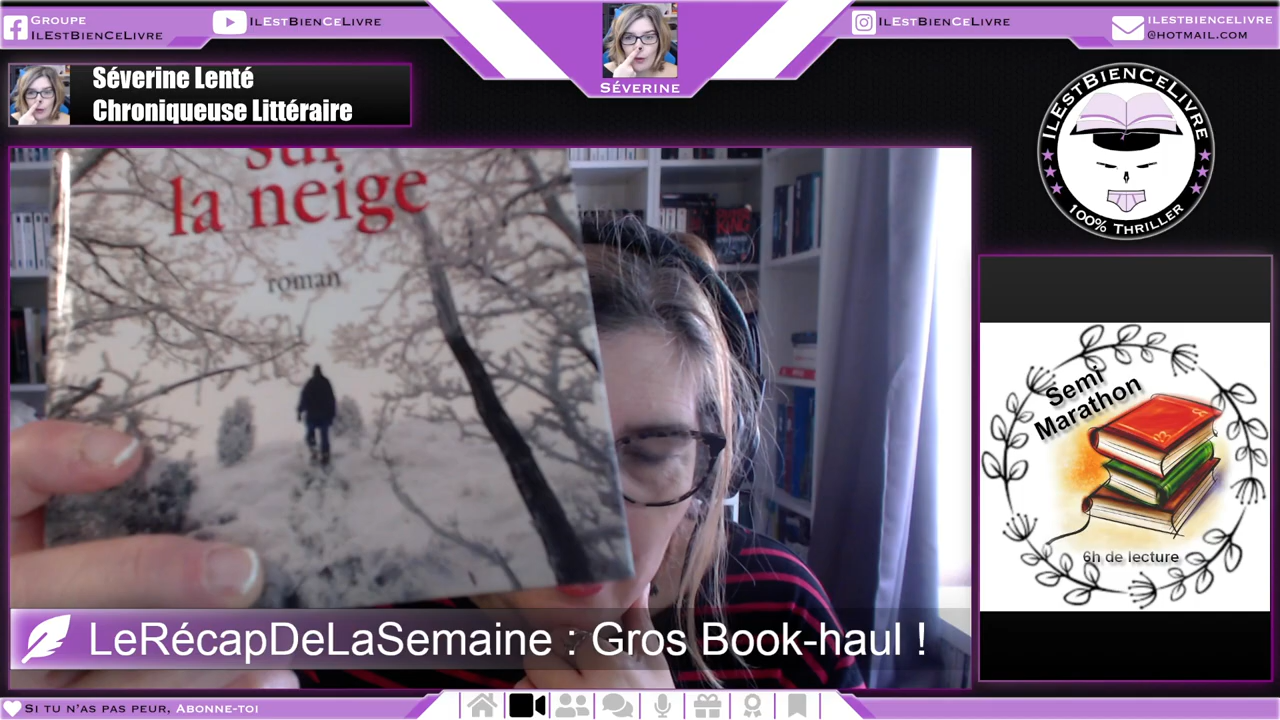 Groupe
IlEstBienCeLivre
IlEstBienCeLivre
Séverine
IlEstBienCeLivre
ilestbiencelivre
@hotmail.com
Séverine Lenté
Chroniqueuse Littéraire
IlEstBienCeLivre
100% Thriller
sur
la neige
roman
Semi
Marathon
6h de lecture
LeRécapDeLaSemaine : Gros Book-haul !
Si tu n'as pas peur, Abonne-toi